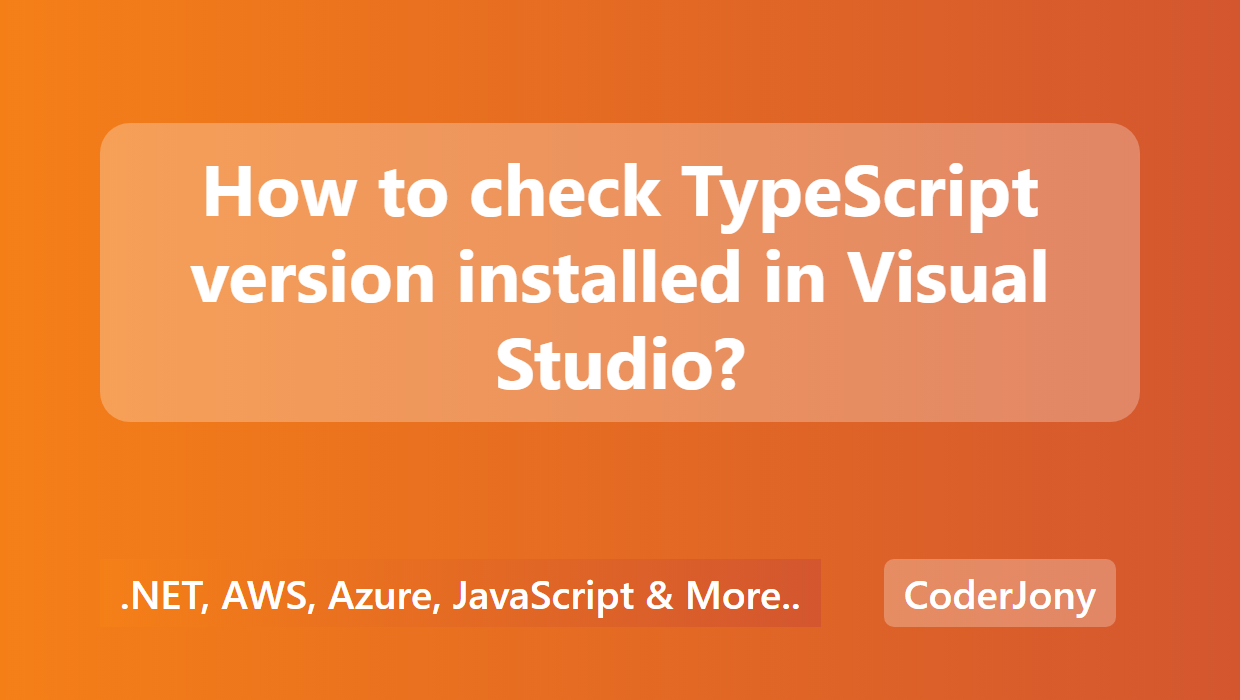 How to check TypeScript
version installed in Visual
Studio?
.NET, AWS, Azure, JavaScript & More..
CoderJony